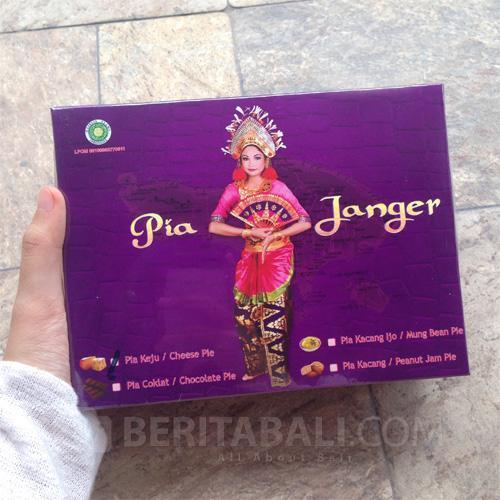 LPOM
Pia Janger
Pia Keju / Cheese Pie
Pia Coklat / Chocolate Pie
Pia Kacang Ijo / Mung Bean Pie
Pia Kacang / Peanut Jam Pie
BERITABALI.COM
All About Bali